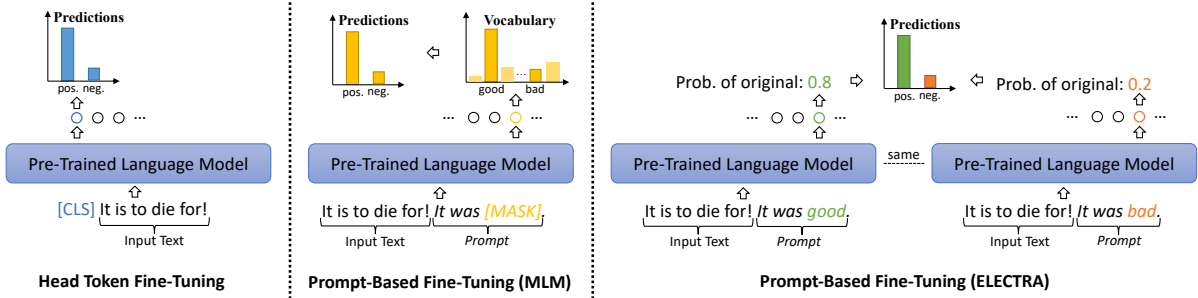 Predictions
pos. neg.
...
Pre-Trained Language Model
[CLS] It is to die for!
Input Text
Head Token Fine-Tuning
Predictions
pos. neg.
Vocabulary
...
good bad
... ...
Pre-Trained Language Model
It is to die for! It was [MASK].
Input Text Prompt
Prompt-Based Fine-Tuning (MLM)
Predictions
pos. neg.
Prob. of original: 0.8
Prob. of original: 0.2
... ...
... ...
Pre-Trained Language Model
same
Pre-Trained Language Model
It is to die for! It was good.
Input Text Prompt
It is to die for! It was bad.
Input Text Prompt
Prompt-Based Fine-Tuning (ELECTRA)